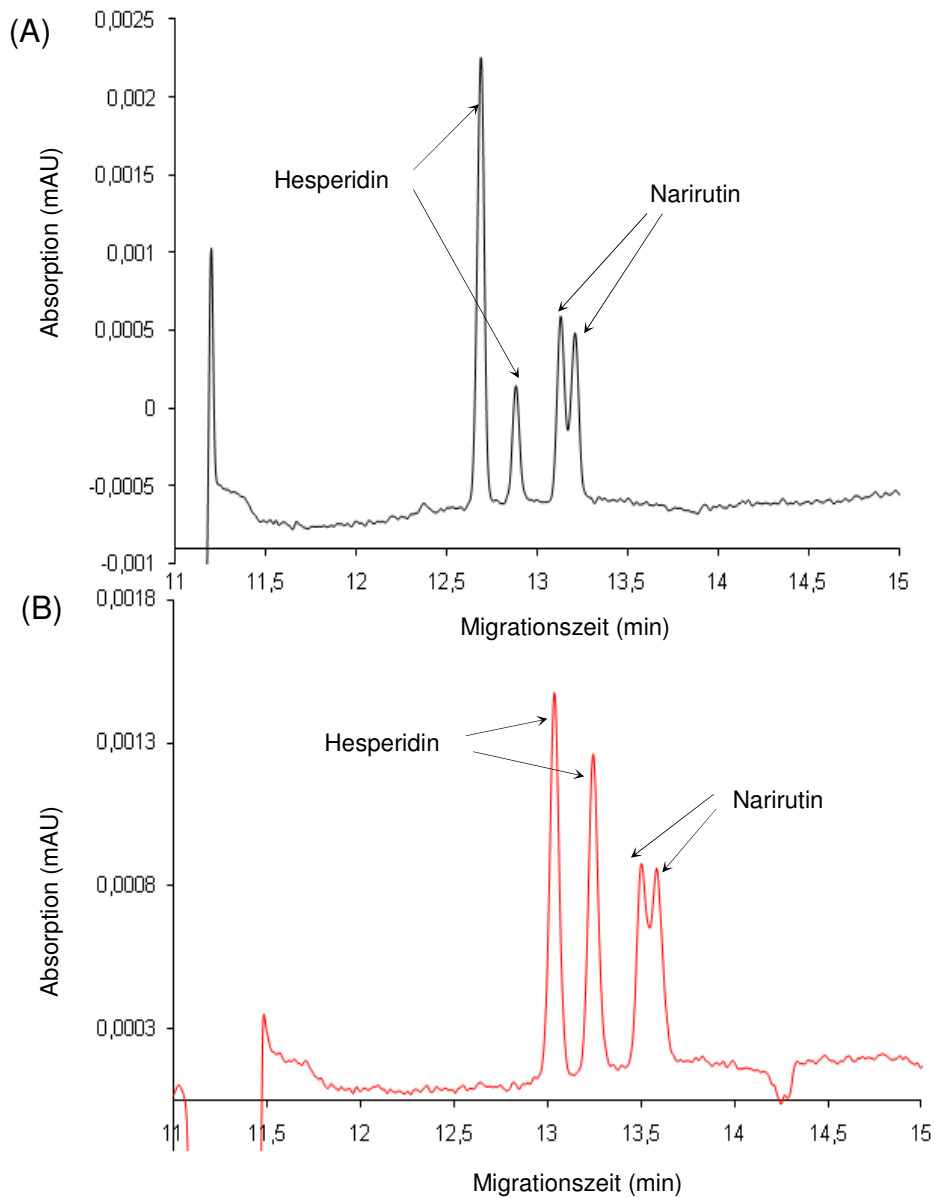 (A)
0,0025
0,002
0,0015
0,001
0,0005
0
-0,0005
-0,001
Absorption (mAU)
Hesperidin
Narirutin
11 11,5 12 12,5 13 13,5 14 14,5 15
Migrationszeit (min)
(B)
0,0018
0,0013
0,0008
0,0003
Absorption (mAU)
Hesperidin
Narirutin
11 11,5 12 12,5 13 13,5 14 14,5 15
Migrationszeit (min)